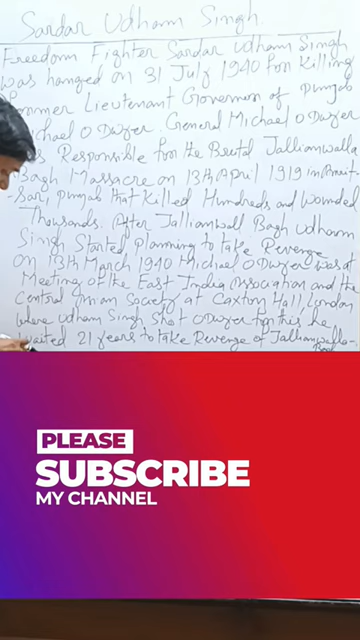 Sardar Udham Singh.
Freedom Fighter Sardar Udham Singh
was hanged on 31 July 1940 for Killing
Former Lieutenant Governor of Punjab
Michael O Dwyer. General Michael O Dwyer
was Responsible for the Brutal Jallianwalla
Bagh Massacre on 13th April 1919 in Amrit-
-Sar, Punjab that Killed Hundreds and Wounded
Thousands. After Jallianwall Bagh Udham
Singh Started Planning to take Revenge
On 13th March 1940 Michael O Dwyer was at
Meeting of the East India Association and the
Central Asian Society at Caxton Hall, London
where Udham Singh Shot O Dwyer for this he
waited 21 years to take Revenge of Jallianwalla-
PLEASE
SUBSCRIBE
MY CHANNEL